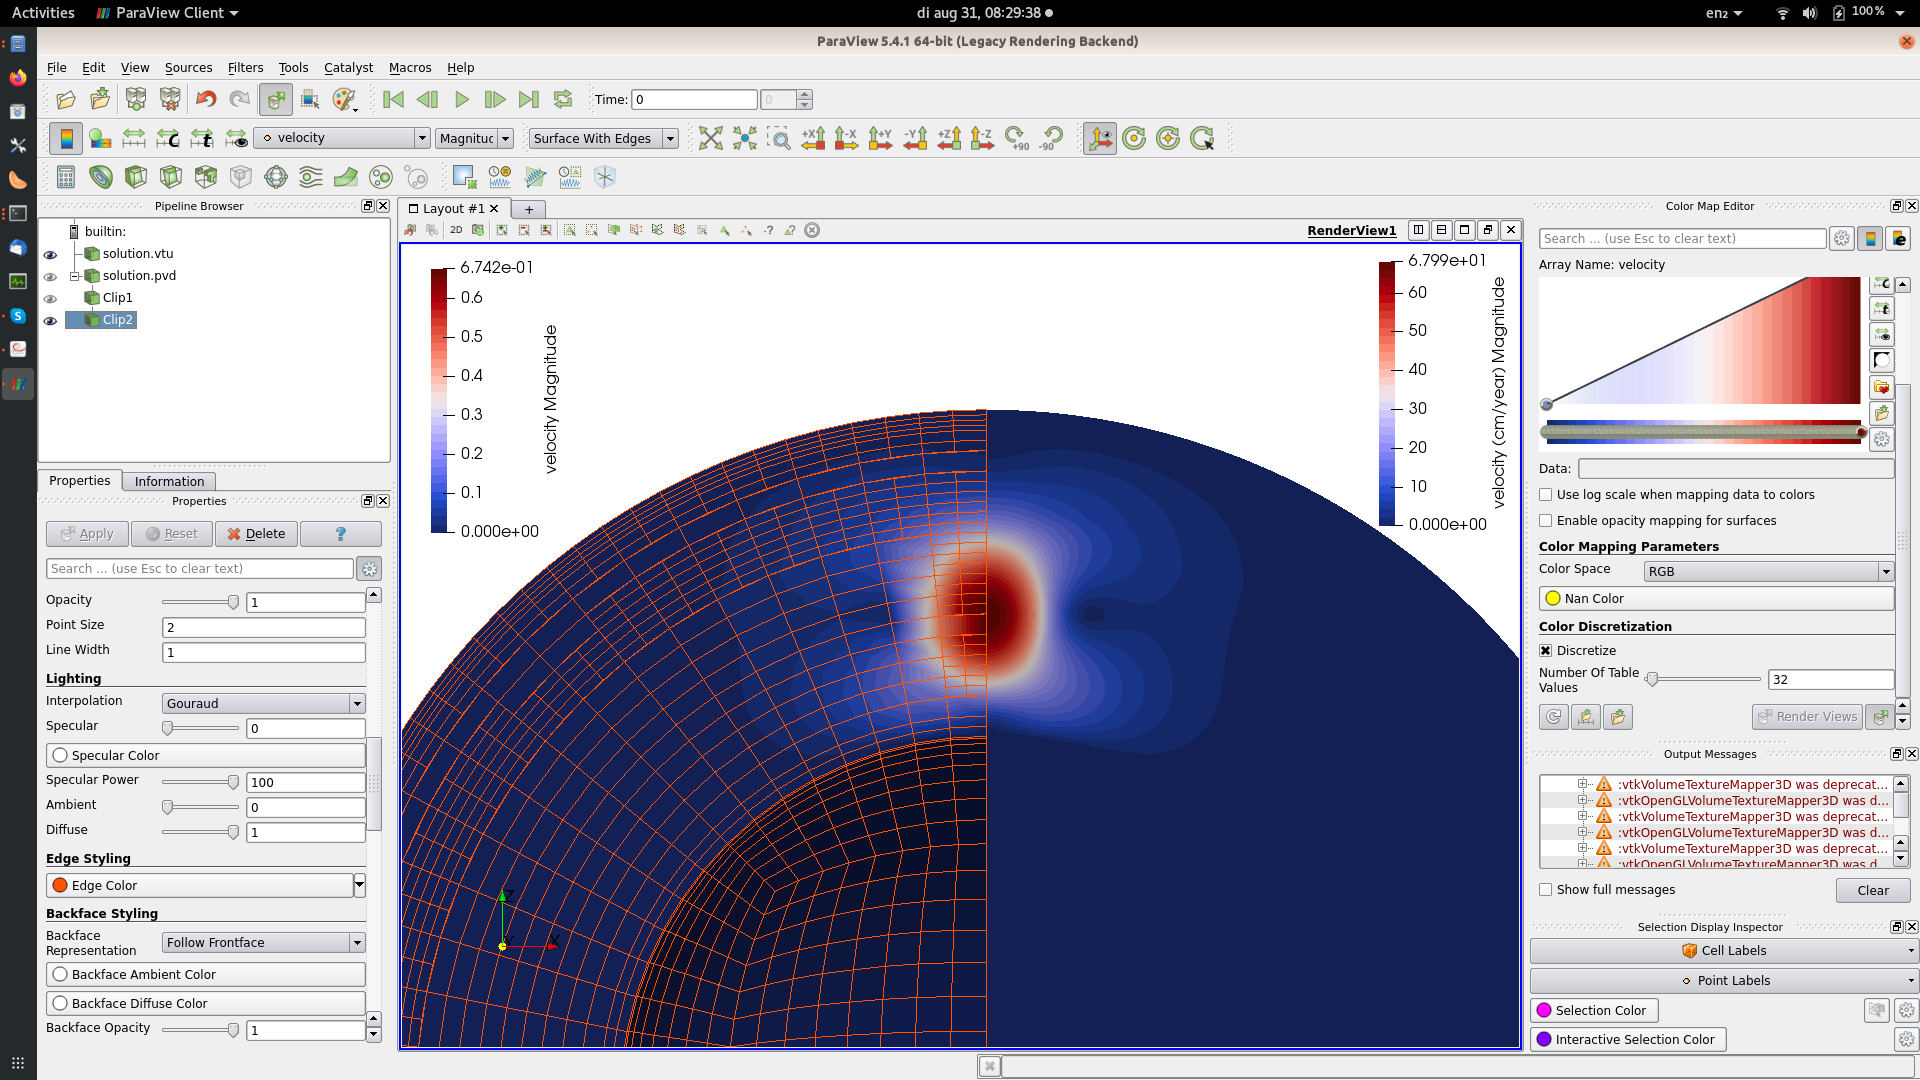 Activities
ParaView Client
di aug 31, 08:29:38
en₂
100%
ParaView 5.4.1 64-bit (Legacy Rendering Backend)
File Edit View Sources Filters Tools Catalyst Macros Help
Time: 0
0
velocity
Magnituc
Surface With Edges
+X
-X
+Y
-Y
+Z
-Z
+90
-90
Pipeline Browser
builtin:
solution.vtu
solution.pvd
Clip1
Clip2
Properties
Information
Properties
Apply
Reset
Delete
?
Search ... (use Esc to clear text)
Opacity 1
Point Size 2
Line Width 1
Lighting
Interpolation Gouraud
Specular 0
Specular Color
Specular Power 100
Ambient 0
Diffuse 1
Edge Styling
Edge Color
Backface Styling
Backface
Representation
Follow Frontface
Backface Ambient Color
Backface Diffuse Color
Backface Opacity 1
Layout #1
+
2D
RenderView1
6.742e-01
0.6
0.5
0.4
0.3
0.2
0.1
0.000e+00
velocity Magnitude
6.799e+01
60
50
40
30
20
10
0.000e+00
velocity (cm/year) Magnitude
Z
Y
X
Color Map Editor
Search ... (use Esc to clear text)
Array Name: velocity
Data:
Use log scale when mapping data to colors
Enable opacity mapping for surfaces
Color Mapping Parameters
Color Space RGB
Nan Color
Color Discretization
Discretize
Number Of Table
Values
32
Render Views
Output Messages
:vtkVolumeTextureMapper3D was deprecat...
:vtkOpenGLVolumeTextureMapper3D was d...
:vtkVolumeTextureMapper3D was deprecat...
:vtkOpenGLVolumeTextureMapper3D was d...
:vtkVolumeTextureMapper3D was deprecat...
:vtkOpenGLVolumeTextureMapper3D was d...
Show full messages
Clear
Selection Display Inspector
Cell Labels
Point Labels
Selection Color
Interactive Selection Color